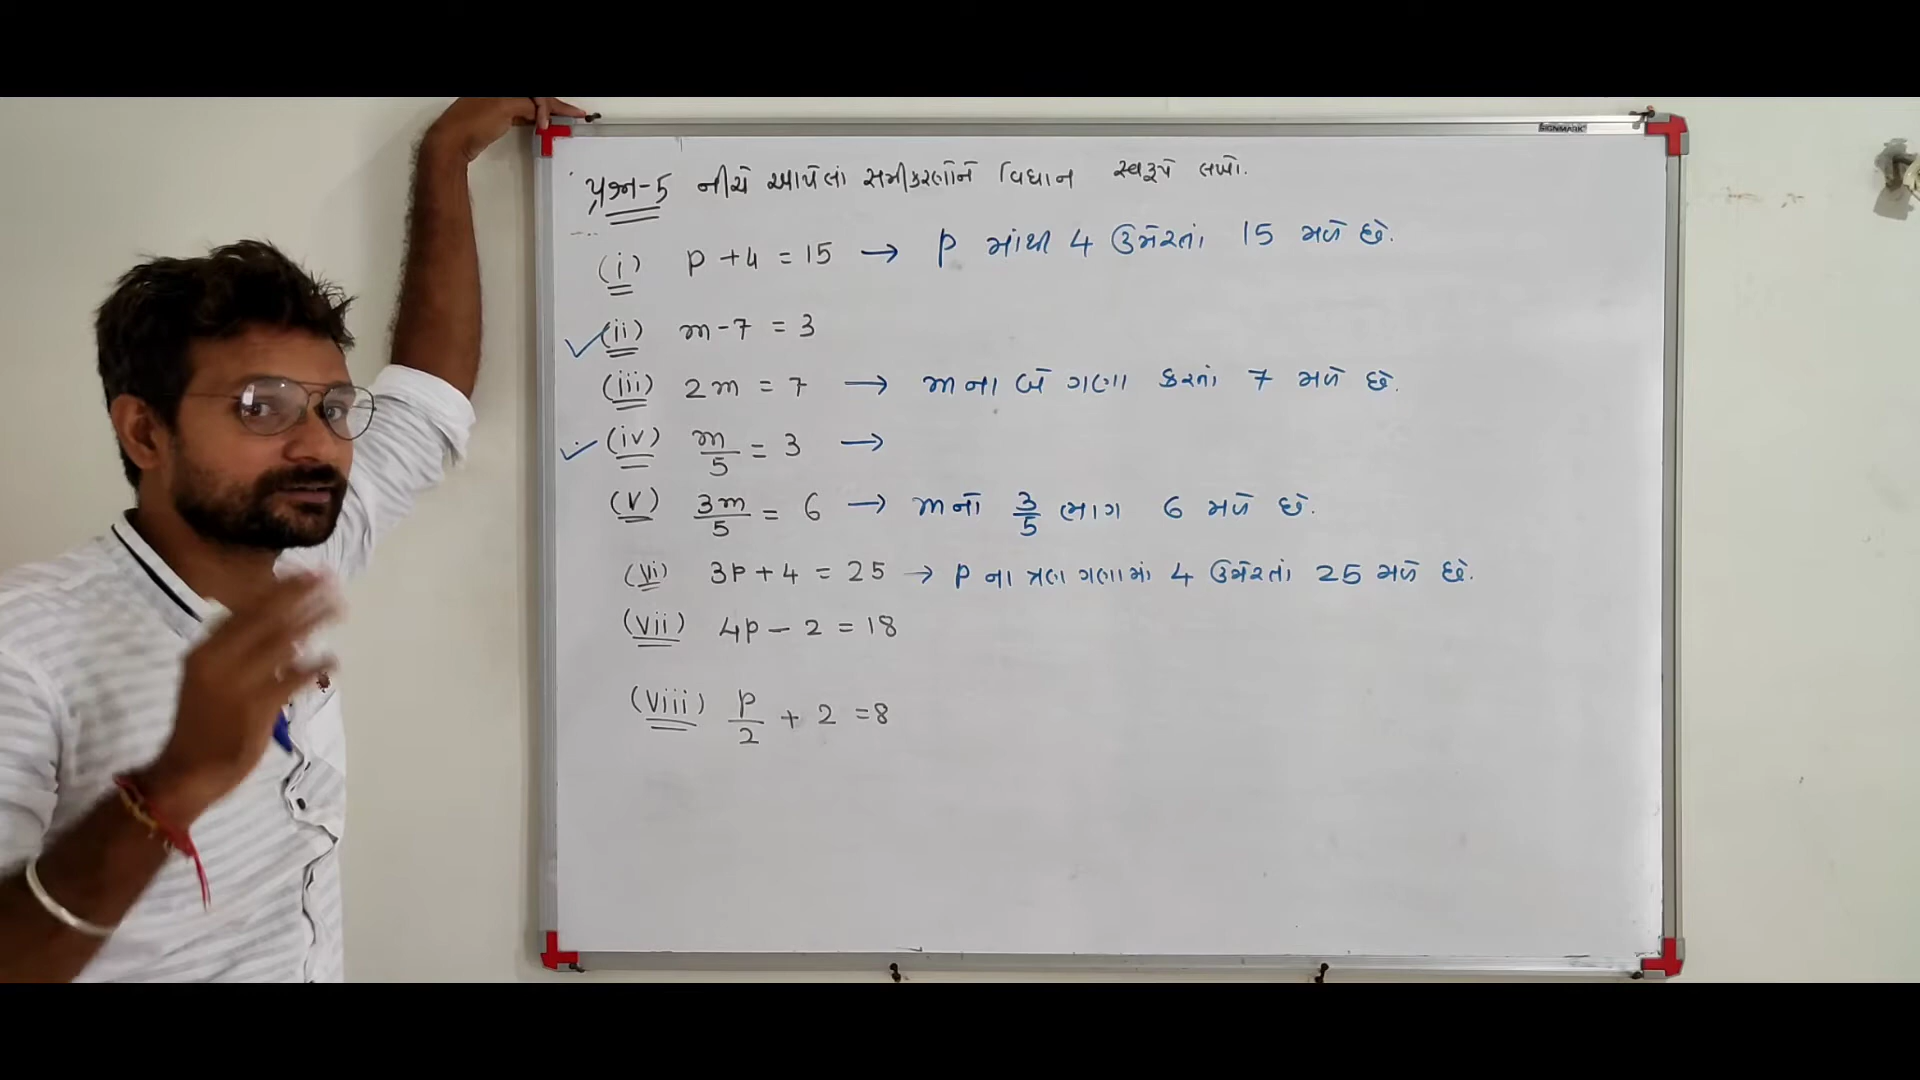 SIGNMARK
પ્રશ્ન-5 નીચે આપેલાં સમીકરણોને વિધાન સ્વરૂપે લખો.
(i) p + 4 = 15 → p માંથી 4 ઉમેરતાં 15 મળે છે.
(ii) m - 7 = 3
(iii) 2m = 7 → m ના બે ગણા કરતાં 7 મળે છે.
(iv) m/5 = 3 →
(v) 3m/5 = 6 → m નો 3/5 ભાગ 6 મળે છે.
(vi) 3p + 4 = 25 → p ના ત્રણ ગણામાં 4 ઉમેરતાં 25 મળે છે.
(vii) 4p - 2 = 18
(viii) p/2 + 2 = 8